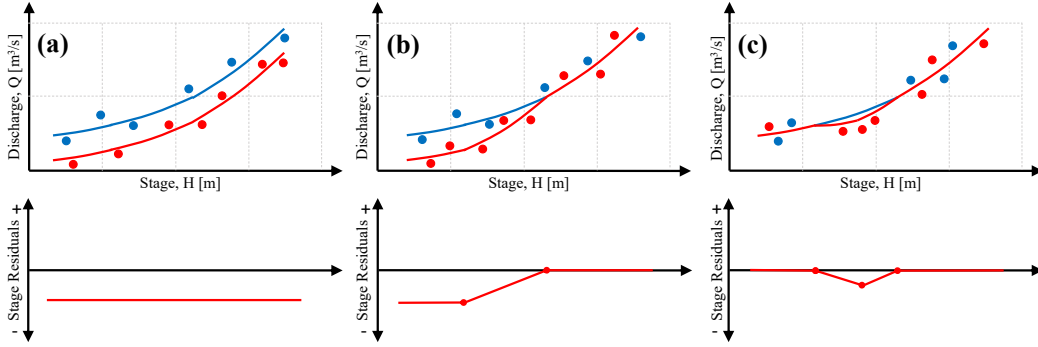 (a)
Discharge, Q [m³/s]
Stage, H [m]
+
Stage Residuals
-
(b)
Discharge, Q [m³/s]
Stage, H [m]
+
Stage Residuals
-
(c)
Discharge, Q [m³/s]
Stage, H [m]
+
Stage Residuals
-